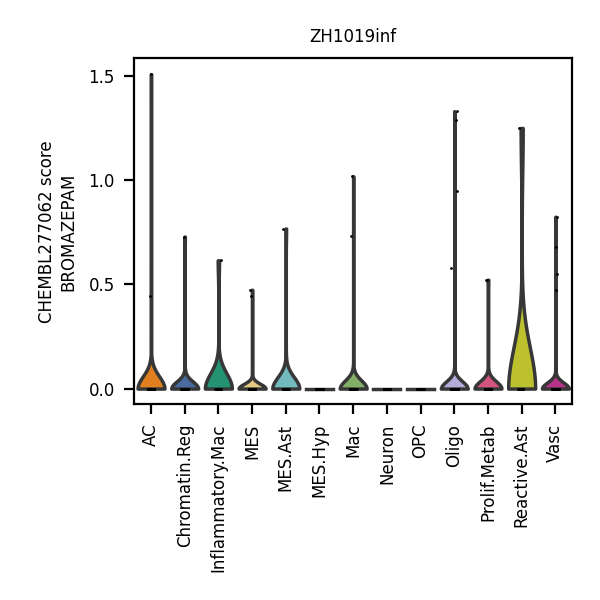 ZH1019inf
CHEMBL277062 score
BROMAZEPAM
1.5
1.0
0.5
0.0
AC
Chromatin.Reg
Inflammatory.Mac
MES
MES.Ast
MES.Hyp
Mac
Neuron
OPC
Oligo
Prolif.Metab
Reactive.Ast
Vasc